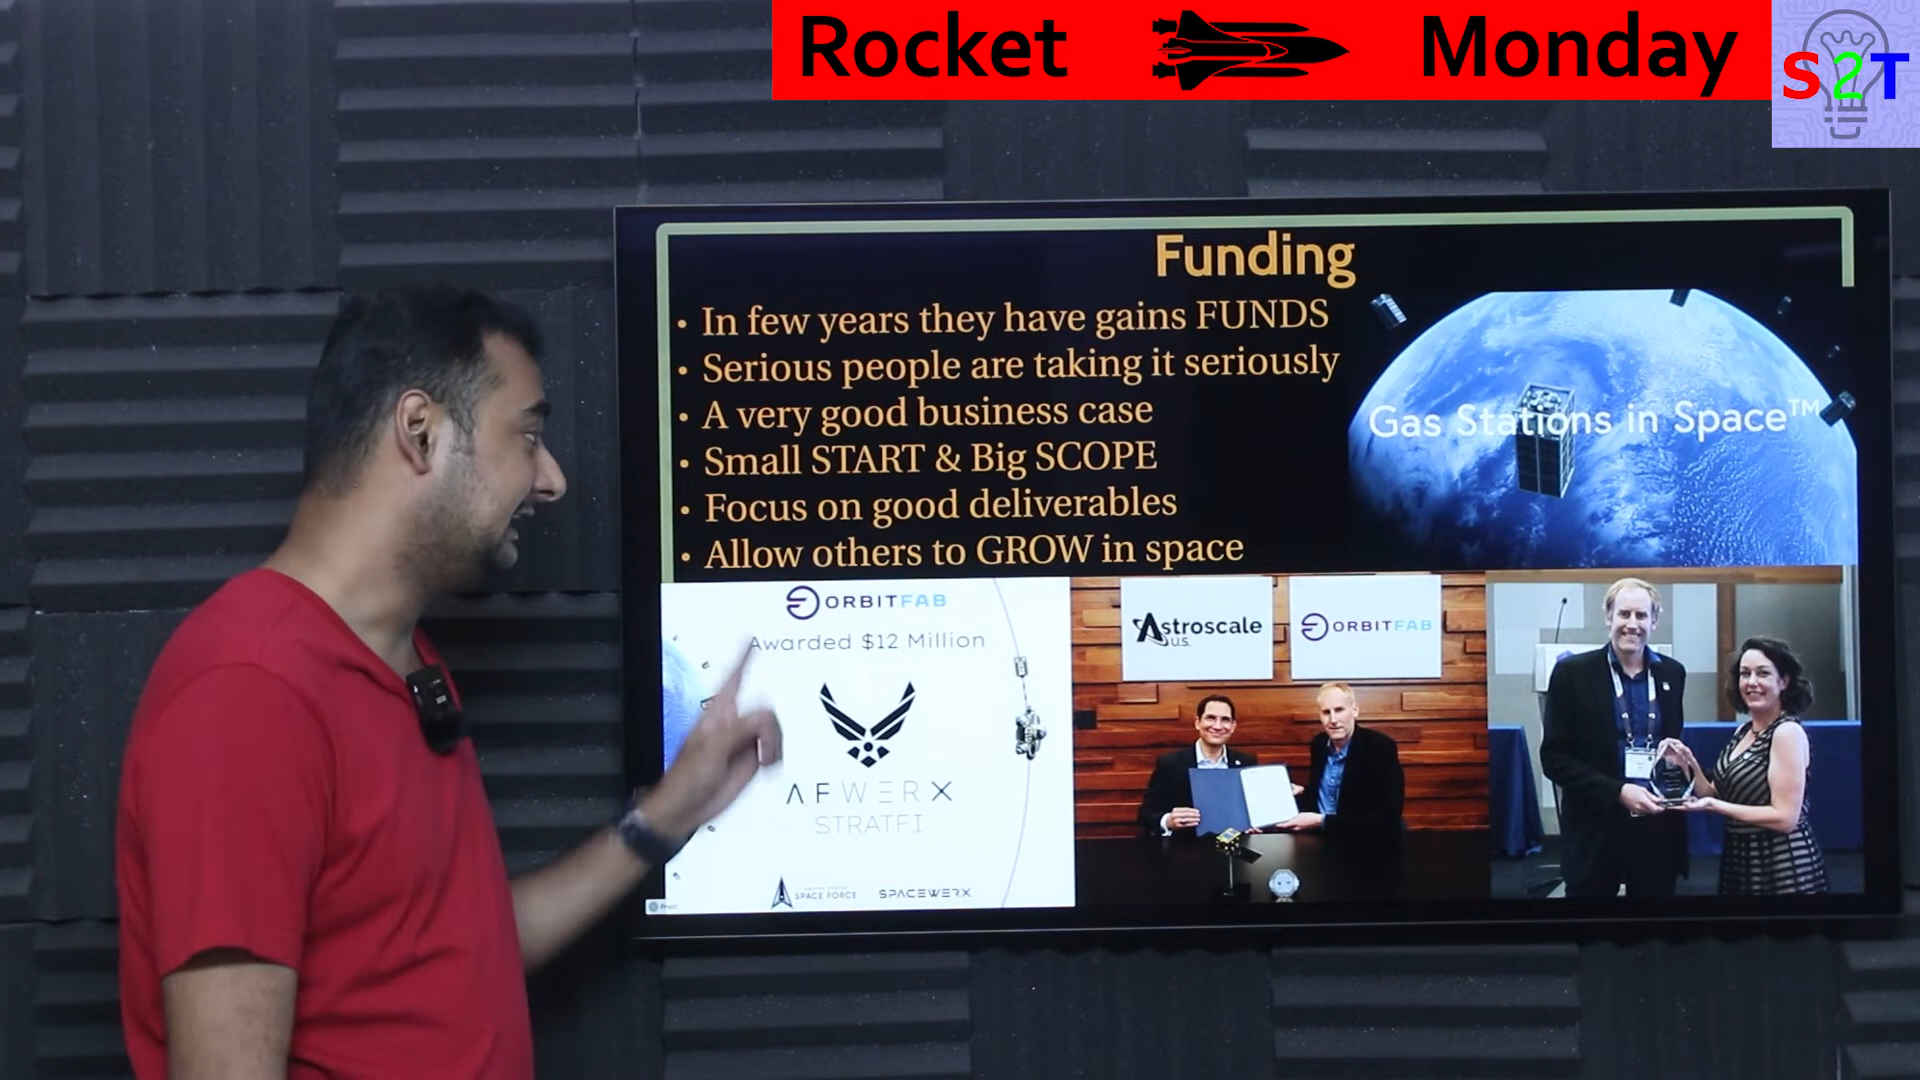 Rocket Monday
S2T
Funding
• In few years they have gains FUNDS
• Serious people are taking it seriously
• A very good business case
• Small START & Big SCOPE
• Focus on good deliverables
• Allow others to GROW in space
Gas Stations in Space™
ORBITFAB
Awarded $12 Million
AFWERX
STRATFI
UNITED STATES
SPACE FORCE
SPACEWERX
Astroscale
U.S.
ORBITFAB